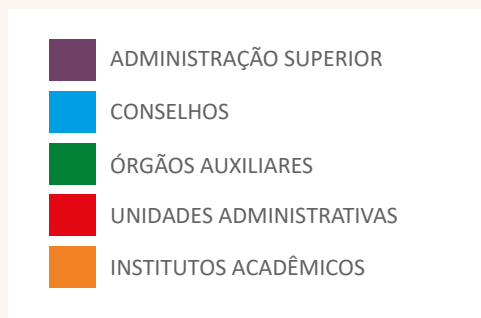 ADMINISTRAÇÃO SUPERIOR
CONSELHOS
ÓRGÃOS AUXILIARES
UNIDADES ADMINISTRATIVAS
INSTITUTOS ACADÊMICOS